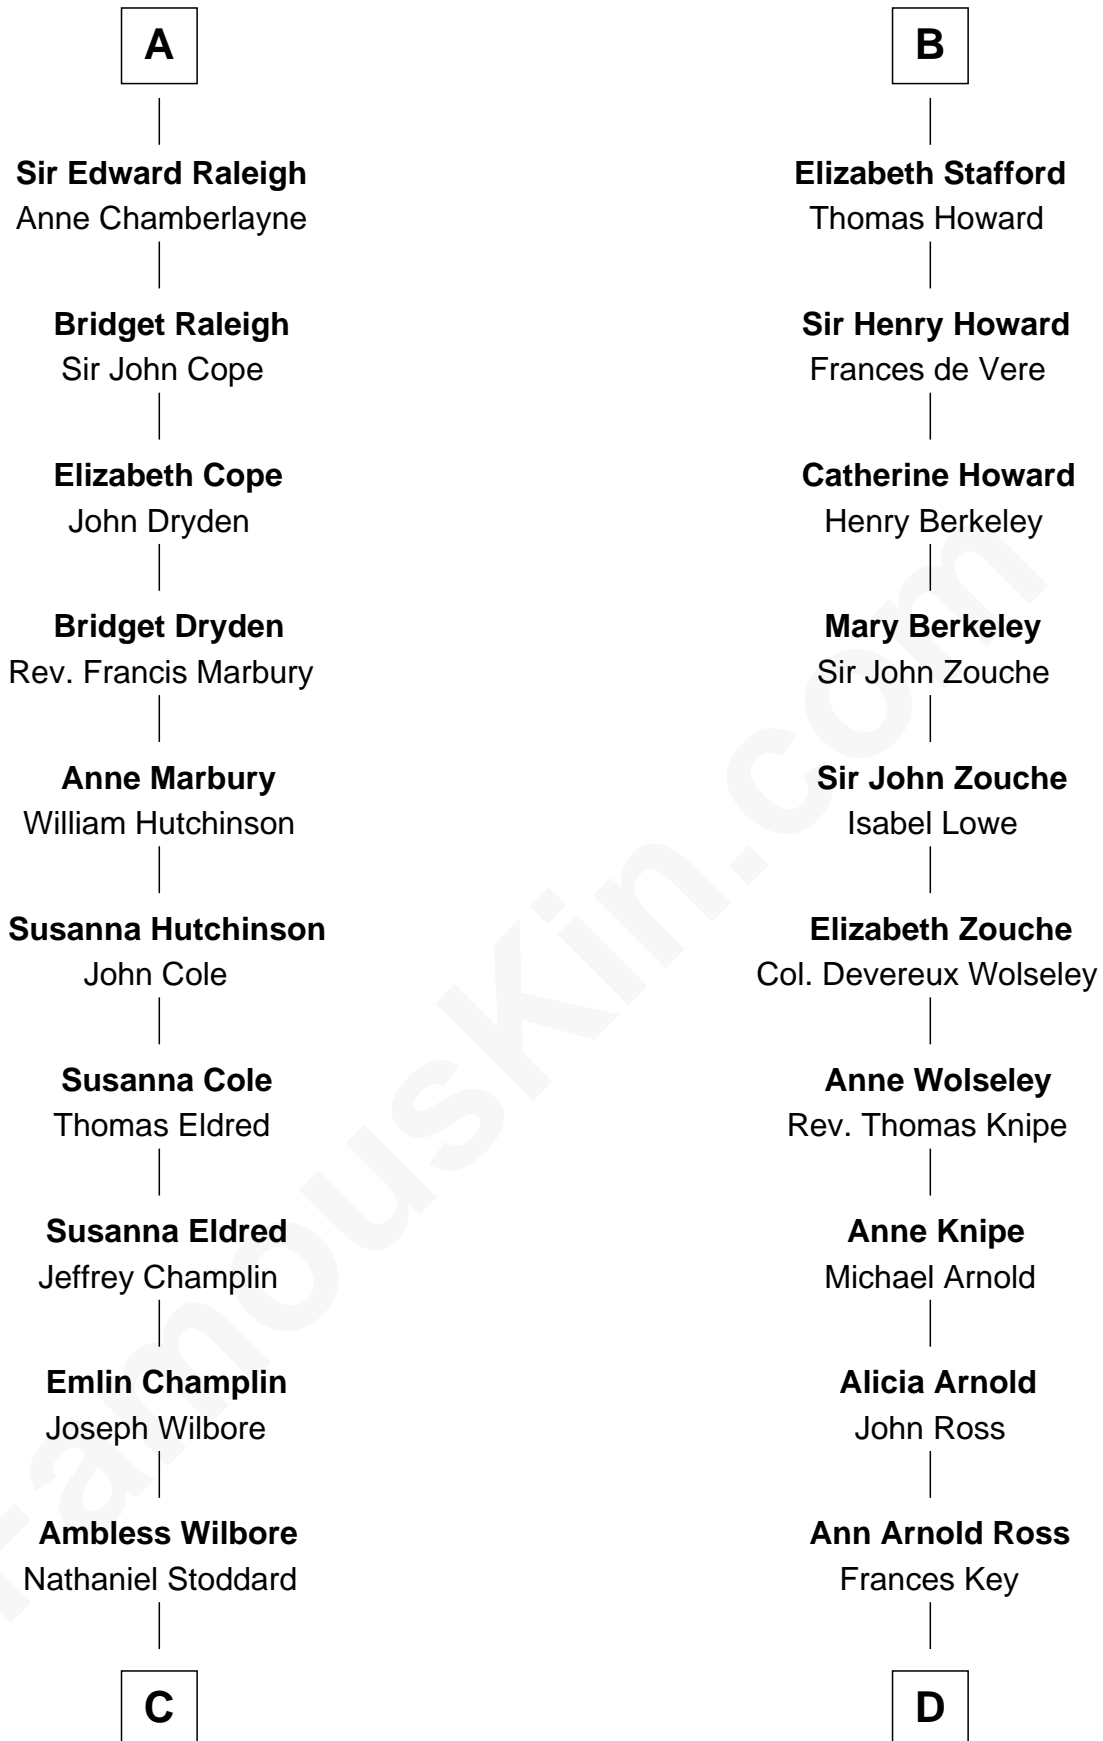 A
Sir Edward Raleigh
Anne Chamberlayne
Bridget Raleigh
Sir John Cope
Elizabeth Cope
John Dryden
Bridget Dryden
Rev. Francis Marbury
Anne Marbury
William Hutchinson
Susanna Hutchinson
John Cole
Susanna Cole
Thomas Eldred
Susanna Eldred
Jeffrey Champlin
Emlin Champlin
Joseph Wilbore
Ambless Wilbore
Nathaniel Stoddard
C
B
Elizabeth Stafford
Thomas Howard
Sir Henry Howard
Frances de Vere
Catherine Howard
Henry Berkeley
Mary Berkeley
Sir John Zouche
Sir John Zouche
Isabel Lowe
Elizabeth Zouche
Col. Devereux Wolseley
Anne Wolseley
Rev. Thomas Knipe
Anne Knipe
Michael Arnold
Alicia Arnold
John Ross
Ann Arnold Ross
Frances Key
D
FamousKin.com